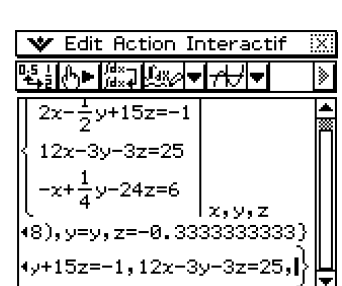 Edit Action Interactif
2x-1/2y+15z=-1
12x-3y-3z=25
-x+1/4y-24z=6
x,y,z
8),y=y,z=-0.3333333333}
y+15z=-1,12x-3y-3z=25,